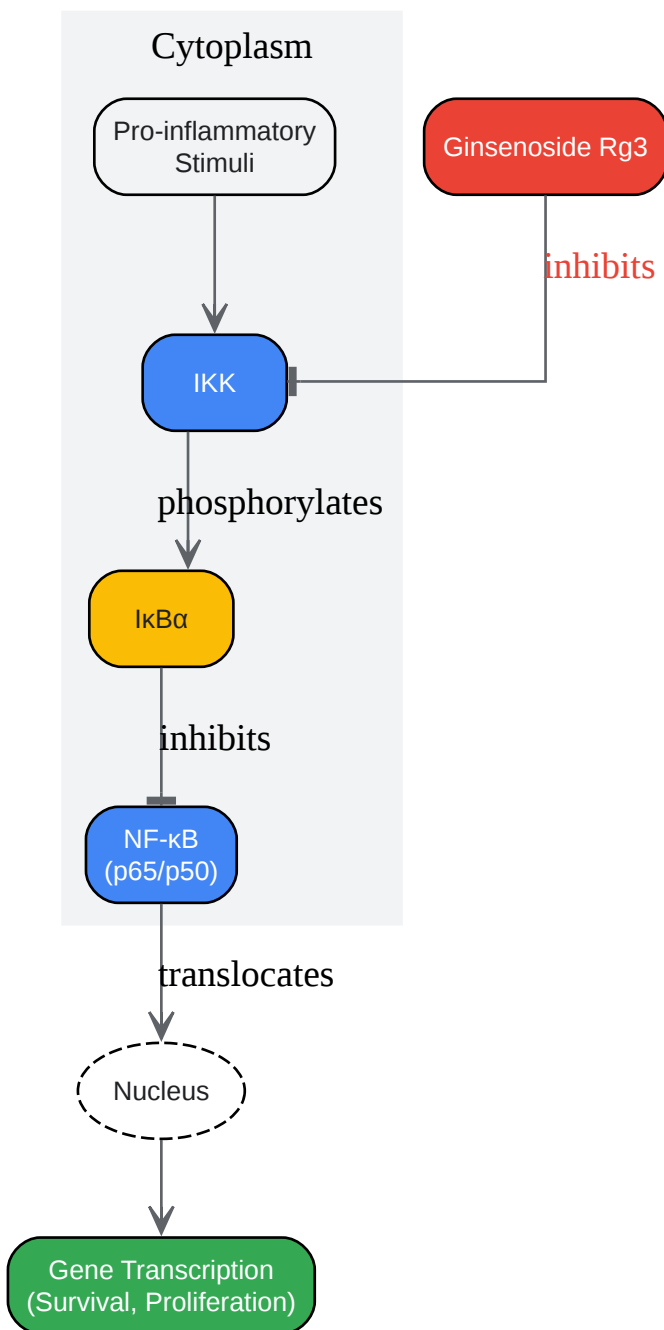 Cytoplasm
Pro-inflammatory
Stimuli
Ginsenoside Rg3
inhibits
IKK
phosphorylates
IκBα
inhibits
NF-κB
(p65/p50)
translocates
Nucleus
Gene Transcription
(Survival, Proliferation)